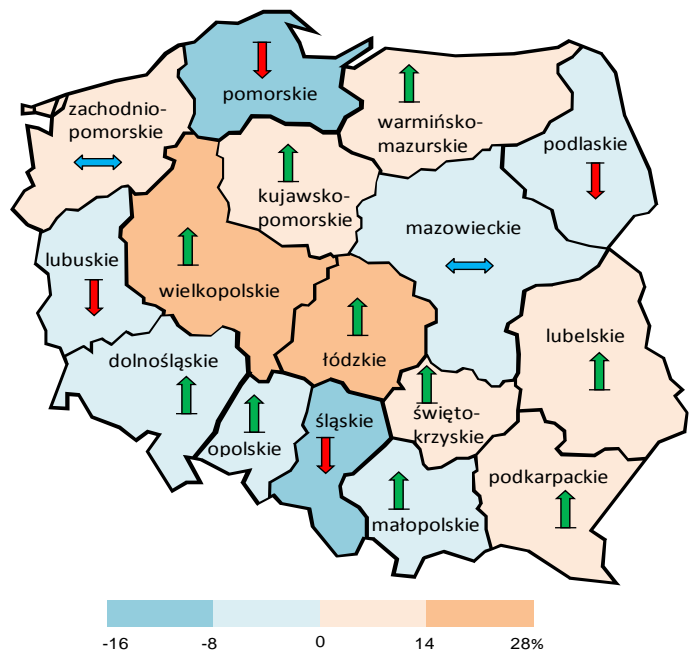 pomorskie
zachodnio-
pomorskie
warmińsko-
mazurskie
podlaskie
kujawsko-
pomorskie
mazowieckie
lubuskie
wielkopolskie
lubelskie
dolnośląskie
łódzkie
święto-
krzyskie
śląskie
opolskie
podkarpackie
małopolskie
-16 -8 0 14 28%